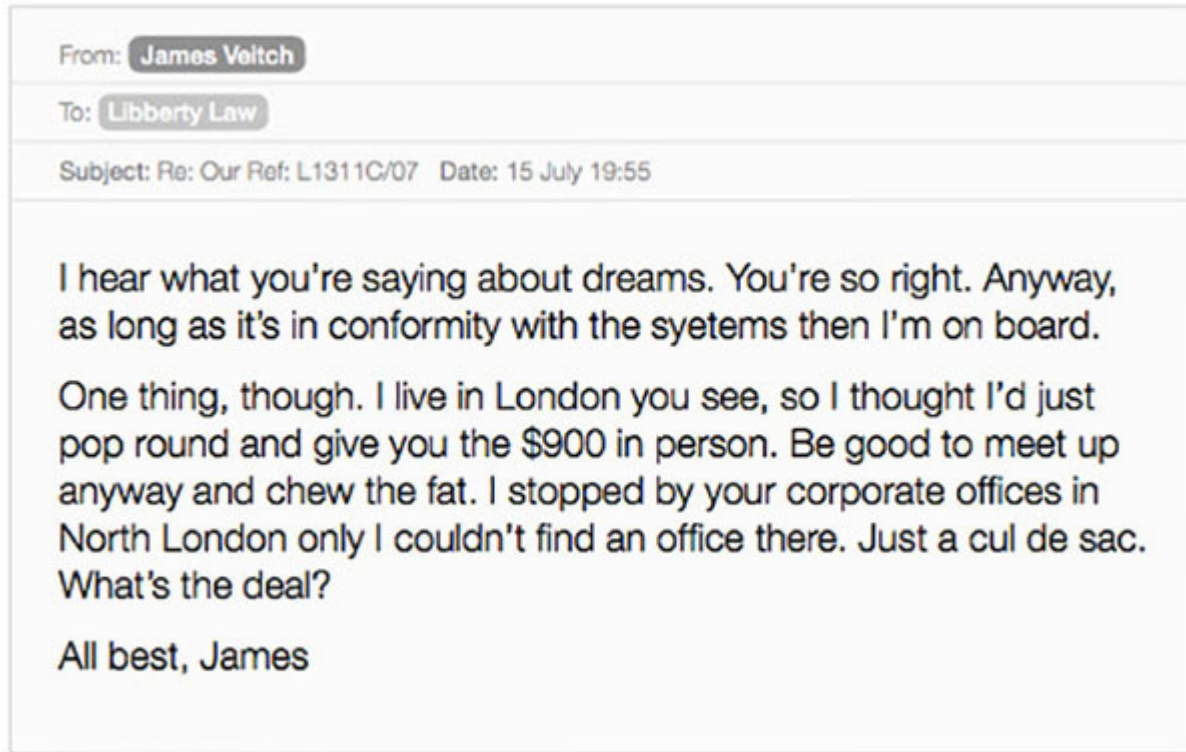 From: James Veitch
To: Libberty Law
Subject: Re: Our Ref: L1311C/07 Date: 15 July 19:55
I hear what you're saying about dreams. You're so right. Anyway,
as long as it's in conformity with the syetems then I'm on board.
One thing, though. I live in London you see, so I thought I'd just
pop round and give you the $900 in person. Be good to meet up
anyway and chew the fat. I stopped by your corporate offices in
North London only I couldn't find an office there. Just a cul de sac.
What's the deal?
All best, James